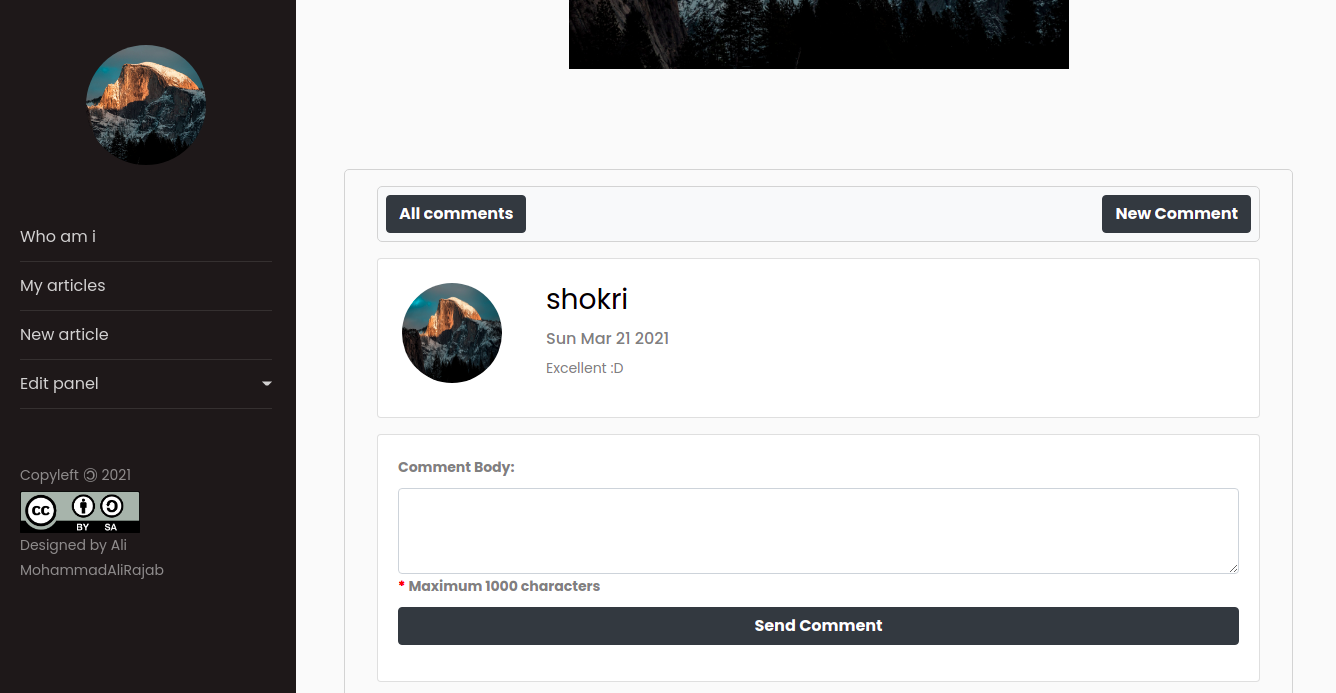 Who am i
My articles
New article
Edit panel
Copyleft 🄯 2021
cc
BY SA
Designed by Ali
MohammadAliRajab
All comments
New Comment
shokri
Sun Mar 21 2021
Excellent :D
Comment Body:
* Maximum 1000 characters
Send Comment